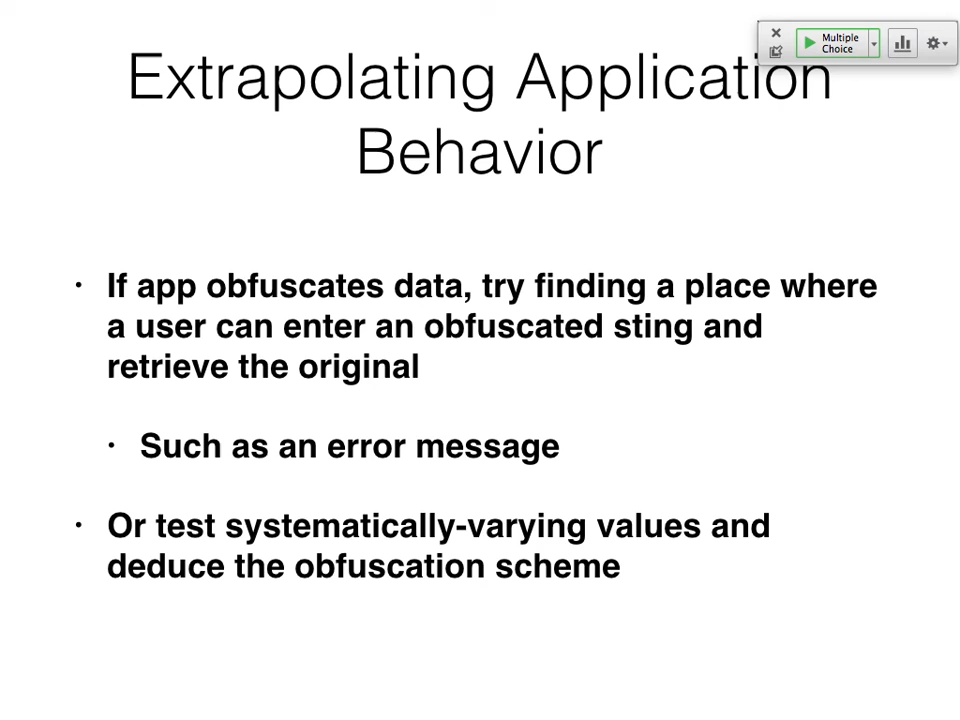 Multiple
Choice
Extrapolating Application
Behavior
• If app obfuscates data, try finding a place where
a user can enter an obfuscated sting and
retrieve the original
• Such as an error message
• Or test systematically-varying values and
deduce the obfuscation scheme